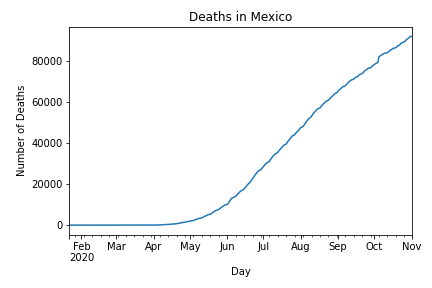 Deaths in Mexico
Number of Deaths
80000
60000
40000
20000
0
Feb Mar Apr May Jun Jul Aug Sep Oct Nov
2020
Day